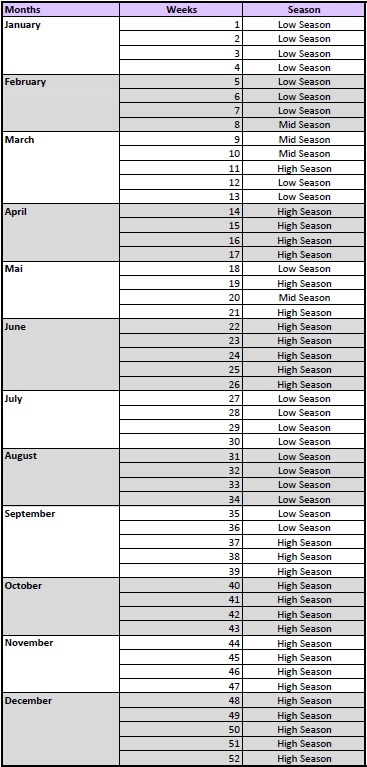 Months Weeks Season
January 1 Low Season
2 Low Season
3 Low Season
4 Low Season
February 5 Low Season
6 Low Season
7 Low Season
8 Mid Season
March 9 Mid Season
10 Mid Season
11 High Season
12 Low Season
13 Low Season
April 14 High Season
15 High Season
16 High Season
17 High Season
Mai 18 Low Season
19 High Season
20 Mid Season
21 High Season
June 22 High Season
23 High Season
24 High Season
25 High Season
26 High Season
July 27 Low Season
28 Low Season
29 Low Season
30 Low Season
August 31 Low Season
32 Low Season
33 Low Season
34 Low Season
September 35 Low Season
36 Low Season
37 High Season
38 High Season
39 High Season
October 40 High Season
41 High Season
42 High Season
43 High Season
November 44 High Season
45 High Season
46 High Season
47 High Season
December 48 High Season
49 High Season
50 High Season
51 High Season
52 High Season